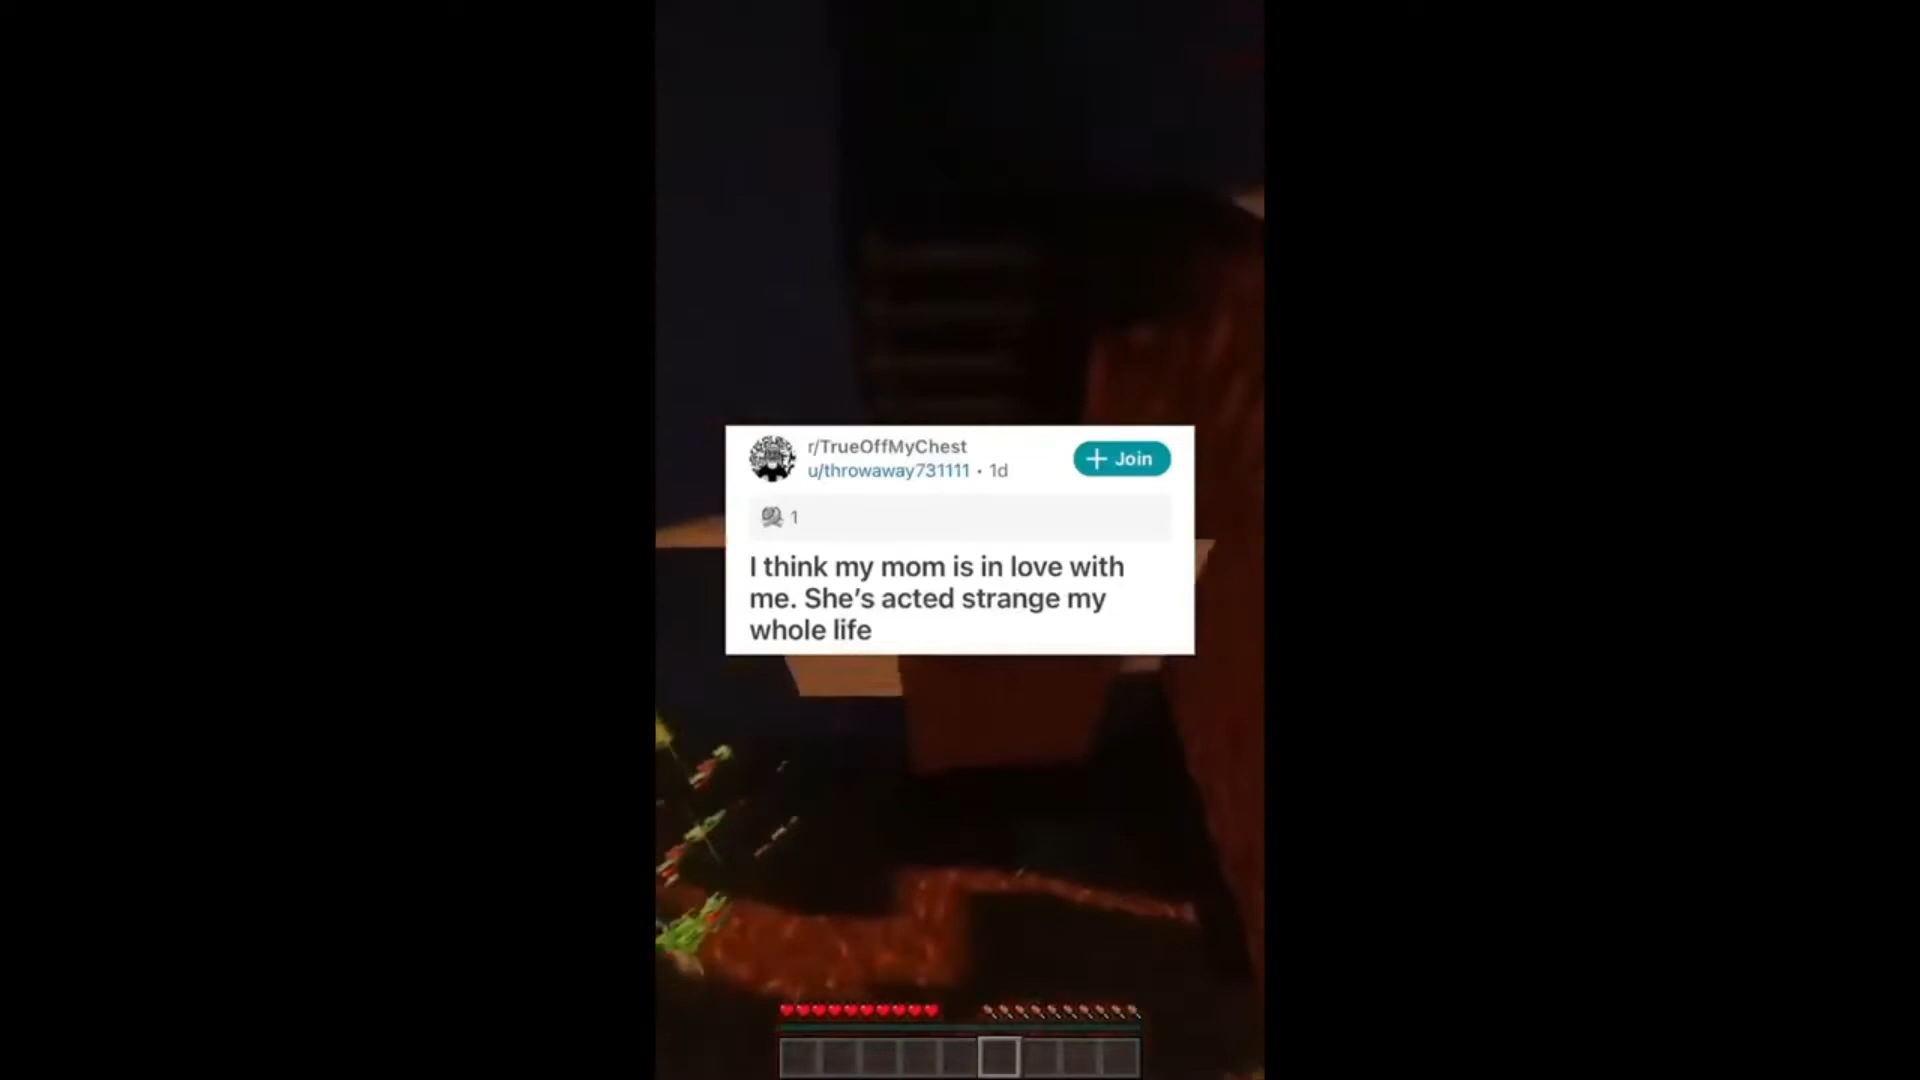 r/TrueOffMyChest
u/throwaway731111 • 1d
+ Join
1
I think my mom is in love with
me. She’s acted strange my
whole life